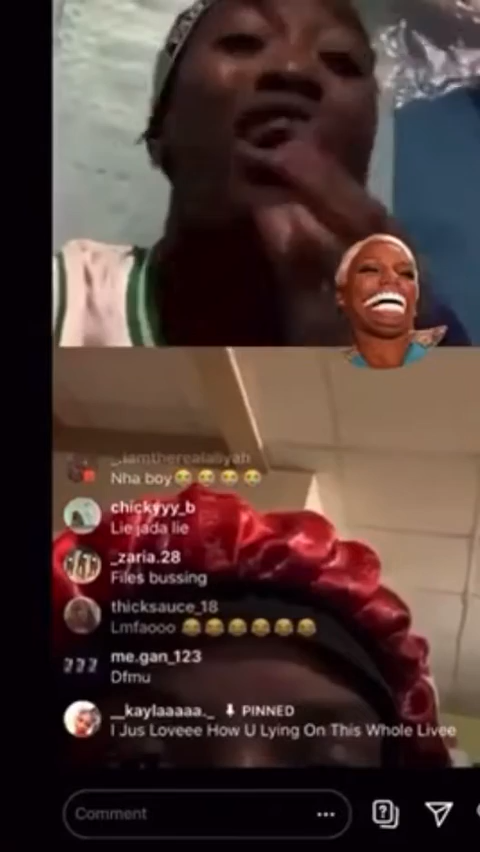 _.iamtherealaliyah
Nha boy😭😭😭😭
chickyyy_b
Lie jada lie
_zaria.28
Files bussing
thicksauce_18
Lmfaooo 😂😂😂😂😂😂
me.gan_123
Dfmu
__kaylaaaaa._ PINNED
I Jus Loveee How U Lying On This Whole Livee
Comment